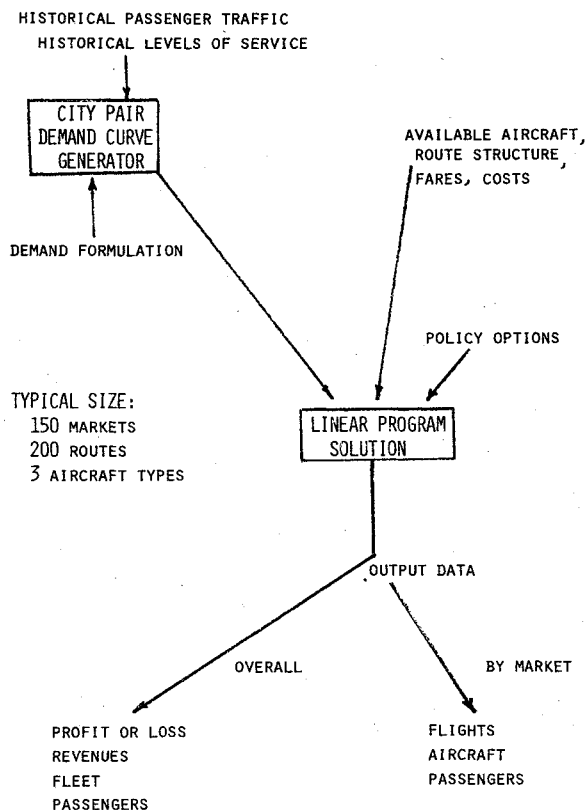 HISTORICAL PASSENGER TRAFFIC
HISTORICAL LEVELS OF SERVICE
CITY PAIR
DEMAND CURVE
GENERATOR
AVAILABLE AIRCRAFT,
ROUTE STRUCTURE,
FARES, COSTS
DEMAND FORMULATION
POLICY OPTIONS
TYPICAL SIZE:
150 MARKETS
200 ROUTES
3 AIRCRAFT TYPES
LINEAR PROGRAM
SOLUTION
OUTPUT DATA
OVERALL
BY MARKET
PROFIT OR LOSS
REVENUES
FLEET
PASSENGERS
FLIGHTS
AIRCRAFT
PASSENGERS